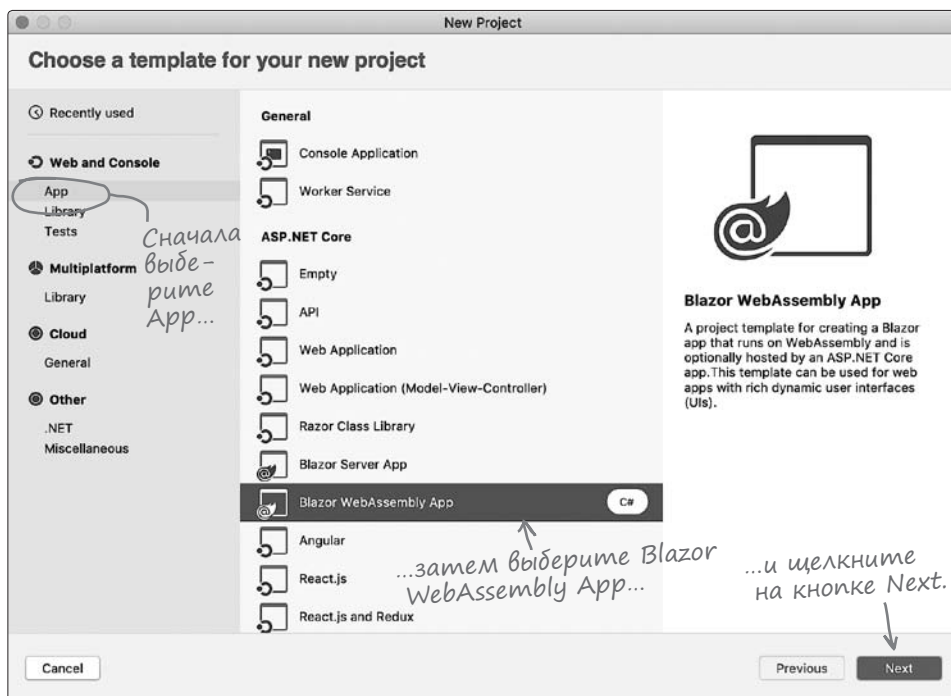 New Project
Choose a template for your new project
Recently used
Web and Console
App
Library
Tests
Multiplatform
Library
Cloud
General
Other
.NET
Miscellaneous
Сначала
выбе-
рите
App...
General
Console Application
Worker Service
ASP.NET Core
Empty
API
Web Application
Web Application (Model-View-Controller)
Razor Class Library
Blazor Server App
Blazor WebAssembly App
C#
Angular
React.js
React.js and Redux
...затем выберите Blazor
WebAssembly App...
Blazor WebAssembly App
A project template for creating a Blazor
app that runs on WebAssembly and is
optionally hosted by an ASP.NET Core
app.This template can be used for web
apps with rich dynamic user interfaces
(UIs).
...и щелкните
на кнопке Next.
Cancel
Previous
Next